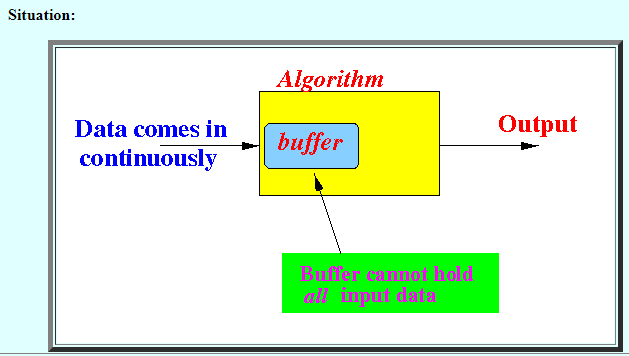 Situation:
Algorithm
Data comes in
continuously
buffer
Output
Buffer cannot hold
all input data